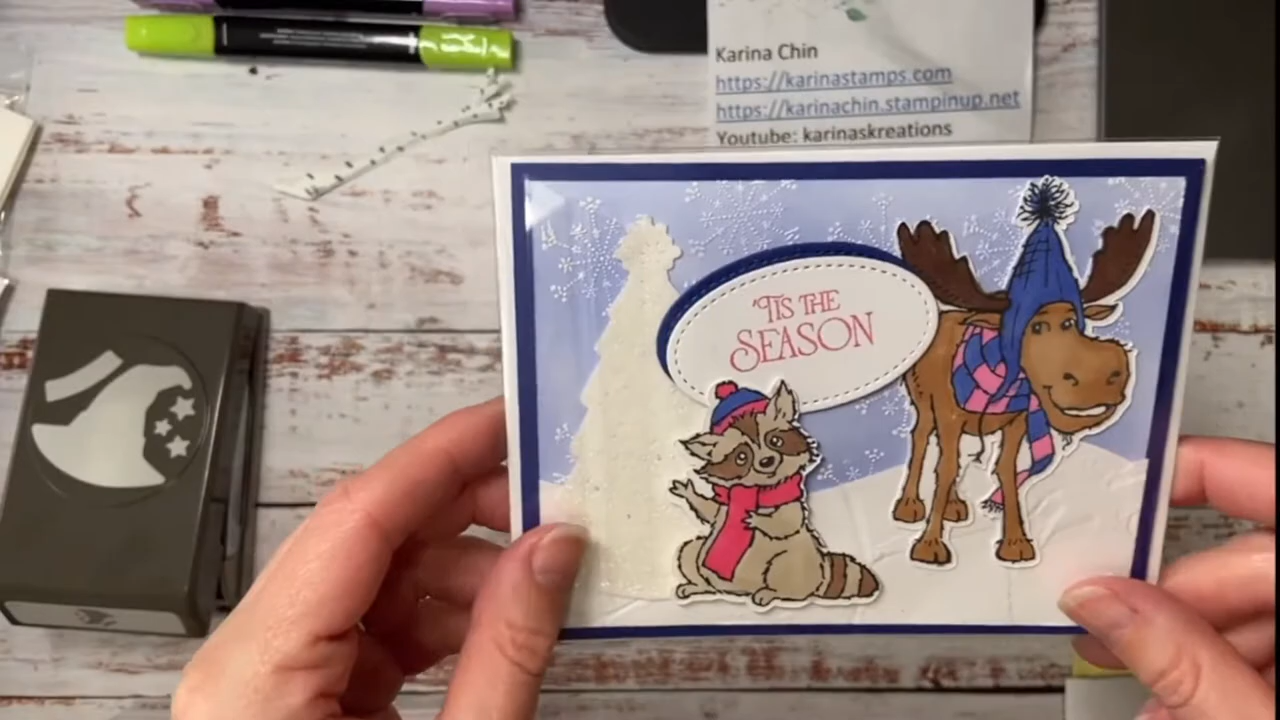 Karina Chin
https://karinastamps.com
https://karinachin.stampinup.net
Youtube: karinaskreations
'TIS THE
SEASON